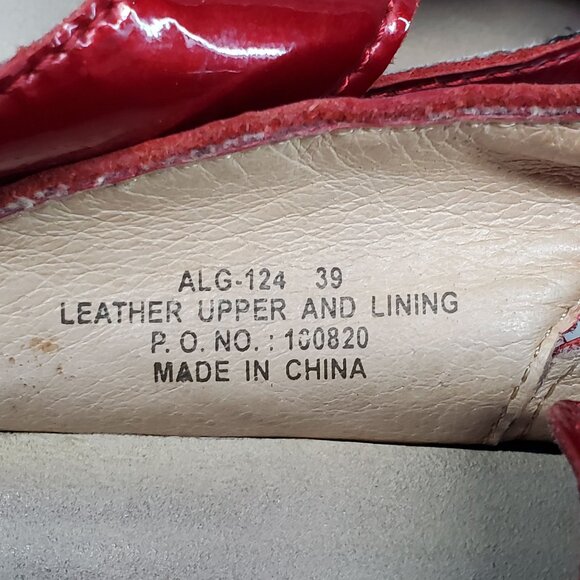 ALG-124 39
LEATHER UPPER AND LINING
P. O. NO. : 100820
MADE IN CHINA